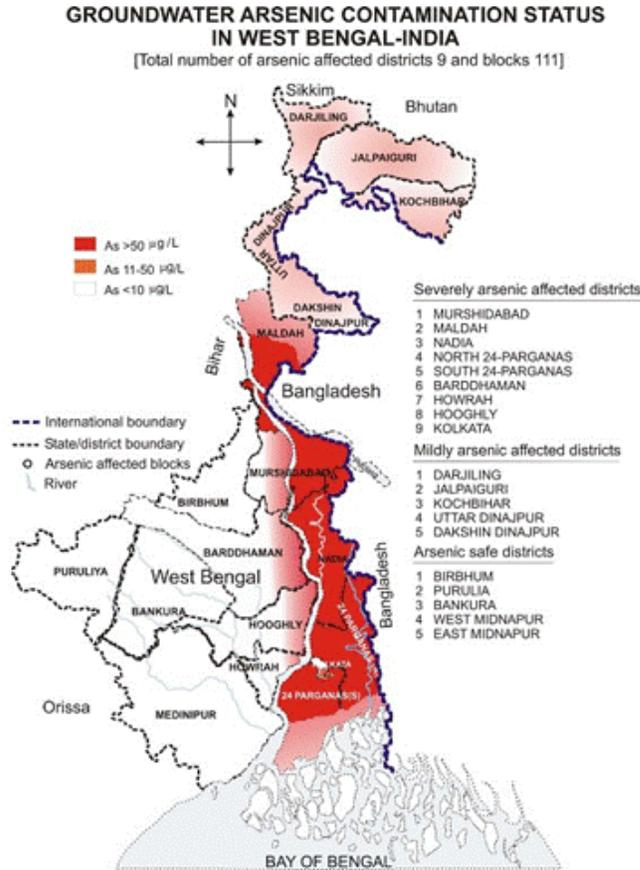 GROUNDWATER ARSENIC CONTAMINATION STATUS
IN WEST BENGAL-INDIA
[Total number of arsenic affected districts 9 and blocks 111]
Sikkim
Bhutan
N
DARJILING
JALPAIGURI
KOCHBIHAR
UTTAR DINAJPUR
As >50 µg/L
As 11-50 µg/L
As <10 µg/L
DAKSHIN
DINAJPUR
MALDAH
Bihar
Bangladesh
International boundary
State/district boundary
Arsenic affected blocks
River
Severely arsenic affected districts
1 MURSHIDABAD
2 MALDAH
3 NADIA
4 NORTH 24-PARGANAS
5 SOUTH 24-PARGANAS
6 BARDDHAMAN
7 HOWRAH
8 HOOGHLY
9 KOLKATA
Mildly arsenic affected districts
1 DARJILING
2 JALPAIGURI
3 KOCHBIHAR
4 UTTAR DINAJPUR
5 DAKSHIN DINAJPUR
Arsenic safe districts
1 BIRBHUM
2 PURULIA
3 BANKURA
4 WEST MIDNAPUR
5 EAST MIDNAPUR
MURSHIDABAD
BIRBHUM
BARDDHAMAN
PURULIYA
West Bengal
NADIA
Bangladesh
BANKURA
HOOGHLY
24 PARGANAS
HOWRAH
KOLKATA
24 PARGANAS(S)
Orissa
MEDINIPUR
BAY OF BENGAL